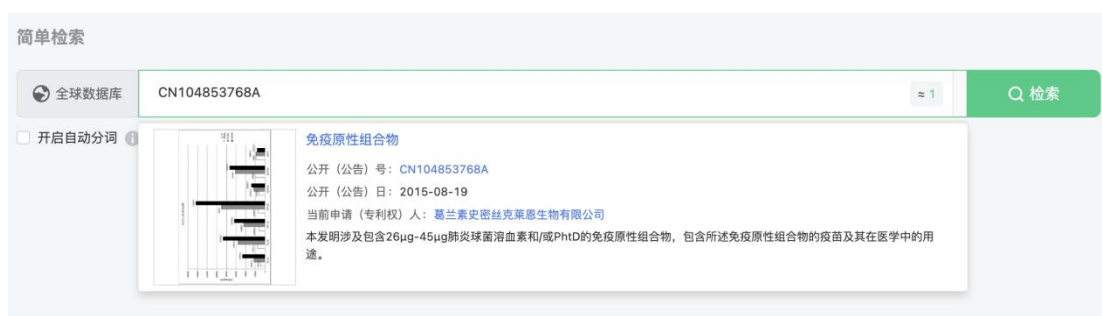 简单检索
全球数据库
CN104853768A
≈ 1
检索
开启自动分词
免疫原性组合物
公开（公告）号：CN104853768A
公开（公告）日：2015-08-19
当前申请（专利权）人：葛兰素史密丝克莱恩生物有限公司
本发明涉及包含26μg-45μg肺炎球菌溶血素和/或PhtD的免疫原性组合物，包含所述免疫原性组合物的疫苗及其在医学中的用
途。